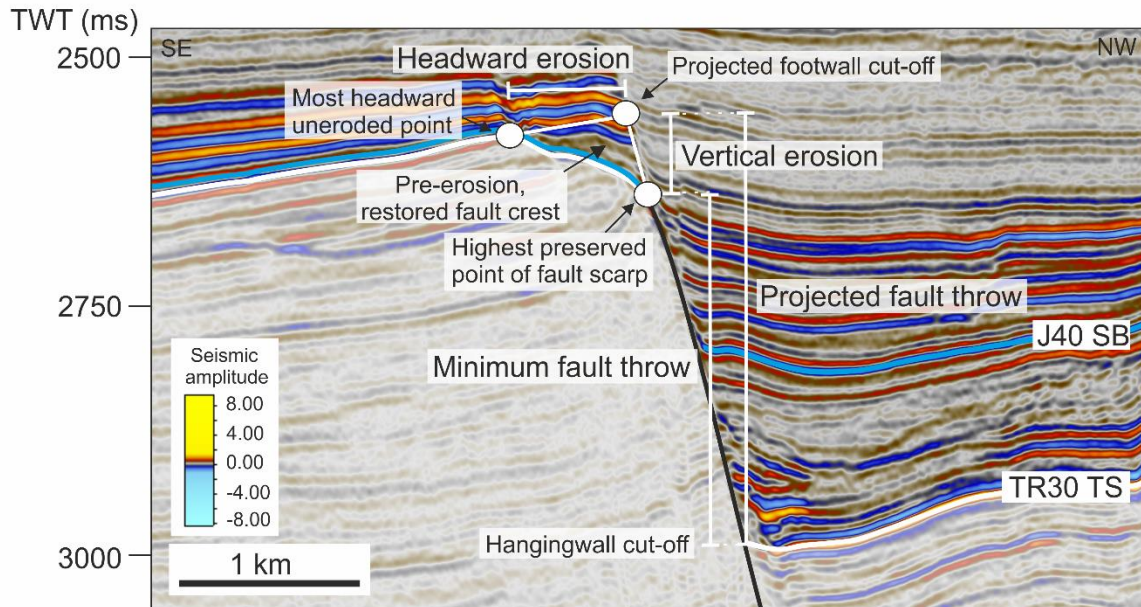 TWT (ms)
SE
NW
2500
Headward erosion
Projected footwall cut-off
Most headward
uneroded point
Vertical erosion
Pre-erosion,
restored fault crest
Highest preserved
point of fault scarp
2750
Projected fault throw
J40 SB
Seismic
amplitude
8.00
4.00
0.00
-4.00
-8.00
Minimum fault throw
TR30 TS
Hangingwall cut-off
3000
1 km